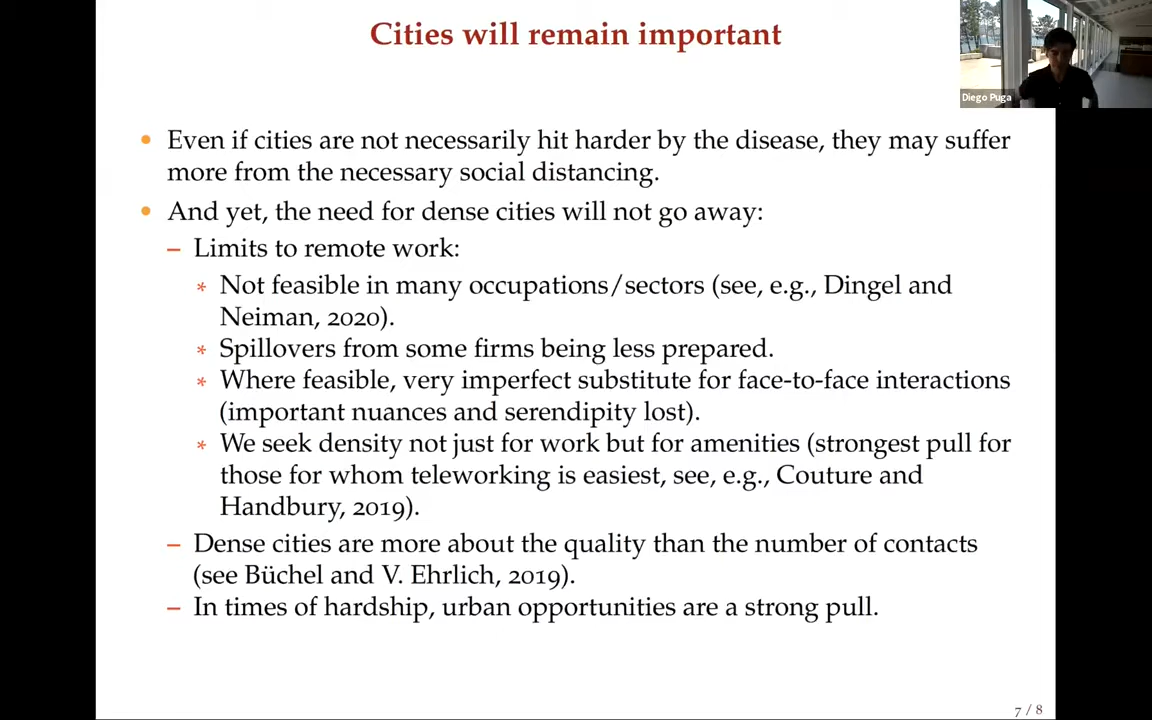 Cities will remain important
Diego Puga
• Even if cities are not necessarily hit harder by the disease, they may suffer
more from the necessary social distancing.
• And yet, the need for dense cities will not go away:
– Limits to remote work:
* Not feasible in many occupations/sectors (see, e.g., Dingel and
Neiman, 2020).
* Spillovers from some firms being less prepared.
* Where feasible, very imperfect substitute for face-to-face interactions
(important nuances and serendipity lost).
* We seek density not just for work but for amenities (strongest pull for
those for whom teleworking is easiest, see, e.g., Couture and
Handbury, 2019).
– Dense cities are more about the quality than the number of contacts
(see Büchel and V. Ehrlich, 2019).
– In times of hardship, urban opportunities are a strong pull.
7 / 8